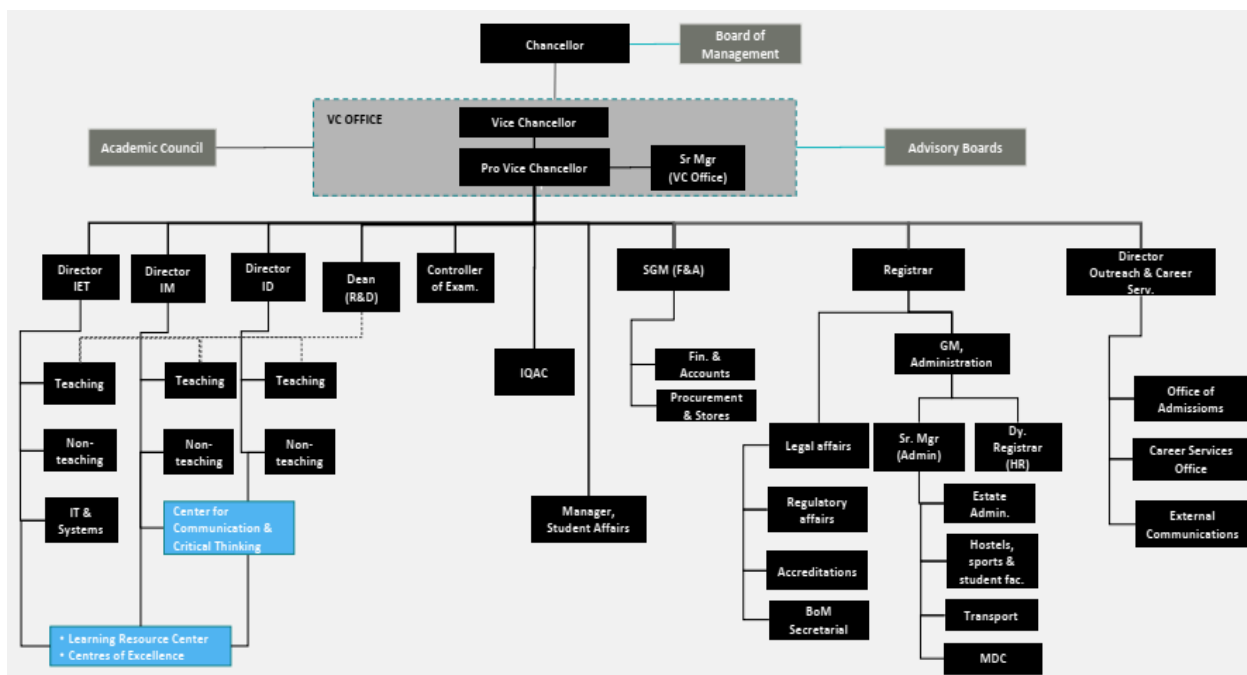 Chancellor
Board of
Management
VC OFFICE
Vice Chancellor
Academic Council
Advisory Boards
Pro Vice Chancellor
Sr Mgr
(VC Office)
Director
IET
Director
IM
Director
ID
Dean
(R&D)
Controller
of Exam.
SGM (F&A)
Registrar
Director
Outreach & Career
Serv.
IQAC
GM,
Administration
Teaching
Teaching
Teaching
Fin. &
Accounts
Procurement
& Stores
Office of
Admissioms
Non-
teaching
Non-
teaching
Non-
teaching
Legal affairs
Sr. Mgr
(Admin)
Dy.
Registrar
(HR)
Career Services
Office
IT &
Systems
Center for
Communication &
Critical Thinking
Manager,
Student Affairs
Regulatory
affairs
Estate
Admin.
External
Communications
Hostels,
sports &
student fac.
Accreditations
Transport
BoM
Secretarial
MDC
• Learning Resource Center
• Centres of Excellence